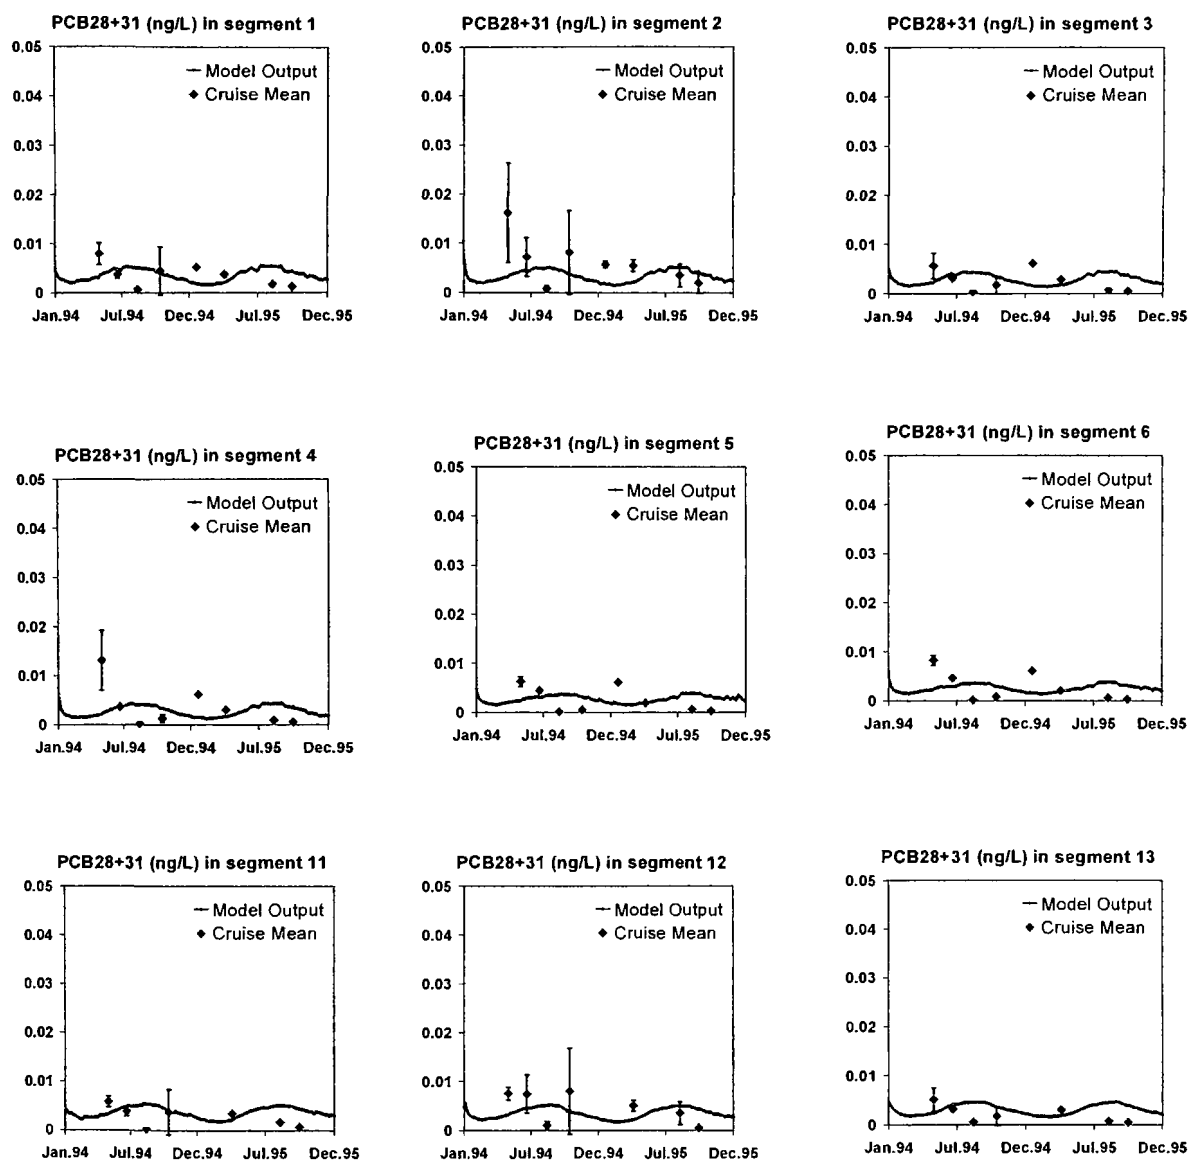 PCB28+31 (ng/L) in segment 1
0.05
0.04
0.03
0.02
0.01
0
Model Output
Cruise Mean
Jan.94 Jul.94 Dec.94 Jul.95 Dec.95
PCB28+31 (ng/L) in segment 2
0.05
0.04
0.03
0.02
0.01
0
Model Output
Cruise Mean
Jan.94 Jul.94 Dec.94 Jul.95 Dec.95
PCB28+31 (ng/L) in segment 3
0.05
0.04
0.03
0.02
0.01
0
Model Output
Cruise Mean
Jan.94 Jul.94 Dec.94 Jul.95 Dec.95
PCB28+31 (ng/L) in segment 4
0.05
0.04
0.03
0.02
0.01
0
Model Output
Cruise Mean
Jan.94 Jul.94 Dec.94 Jul.95 Dec.95
PCB28+31 (ng/L) in segment 5
0.05
0.04
0.03
0.02
0.01
0
Model Output
Cruise Mean
Jan.94 Jul.94 Dec.94 Jul.95 Dec.95
PCB28+31 (ng/L) in segment 6
0.05
0.04
0.03
0.02
0.01
0
Model Output
Cruise Mean
Jan.94 Jul.94 Dec.94 Jul.95 Dec.95
PCB28+31 (ng/L) in segment 11
0.05
0.04
0.03
0.02
0.01
0
Model Output
Cruise Mean
Jan.94 Jul.94 Dec.94 Jul.95 Dec.95
PCB28+31 (ng/L) in segment 12
0.05
0.04
0.03
0.02
0.01
0
Model Output
Cruise Mean
Jan.94 Jul.94 Dec.94 Jul.95 Dec.95
PCB28+31 (ng/L) in segment 13
0.05
0.04
0.03
0.02
0.01
0
Model Output
Cruise Mean
Jan.94 Jul.94 Dec.94 Jul.95 Dec.95